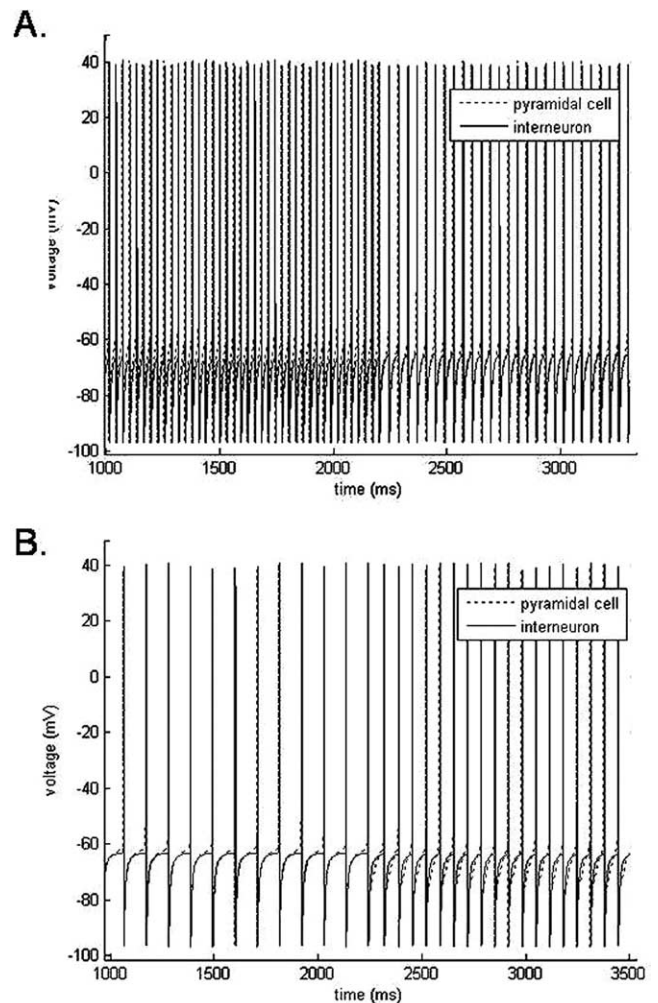 A.
40
20
0
-20
-40
-60
-80
-100
voltage (mV)
pyramidal cell
interneuron
1000 1500 2000 2500 3000
time (ms)
B.
40
20
0
-20
-40
-60
-80
-100
voltage (mV)
pyramidal cell
interneuron
1000 1500 2000 2500 3000 3500
time (ms)